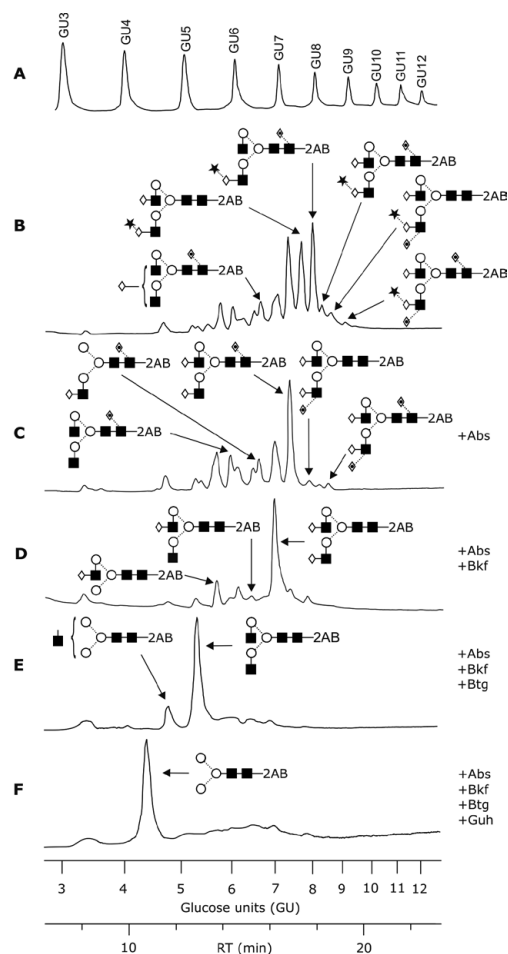 GU3 GU4 GU5 GU6 GU7 GU8 GU9 GU10 GU11 GU12
A
2AB
2AB
2AB
B
2AB
2AB
2AB
2AB
2AB
2AB
2AB
C
2AB
2AB
+Abs
2AB
D
2AB
2AB
+Abs
+Bkf
2AB
2AB
E
+Abs
+Bkf
+Btg
2AB
F
+Abs
+Bkf
+Btg
+Guh
3 4 5 6 7 8 9 10 11 12
Glucose units (GU)
10 20
RT (min)